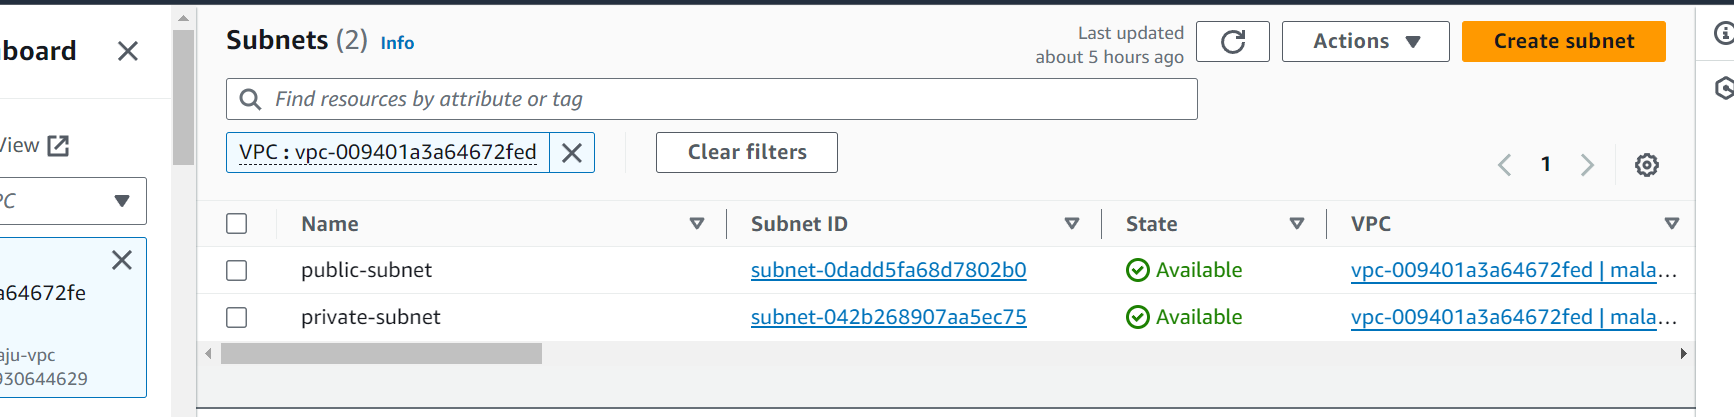 board
Subnets (2) Info
Last updated
about 5 hours ago
Actions
Create subnet
Find resources by attribute or tag
View
VPC : vpc-009401a3a64672fed
Clear filters
1
PC
Name Subnet ID State VPC
public-subnet subnet-0dadd5fa68d7802b0 Available vpc-009401a3a64672fed | mala...
private-subnet subnet-042b268907aa5ec75 Available vpc-009401a3a64672fed | mala...
a64672fe
aju-vpc
930644629